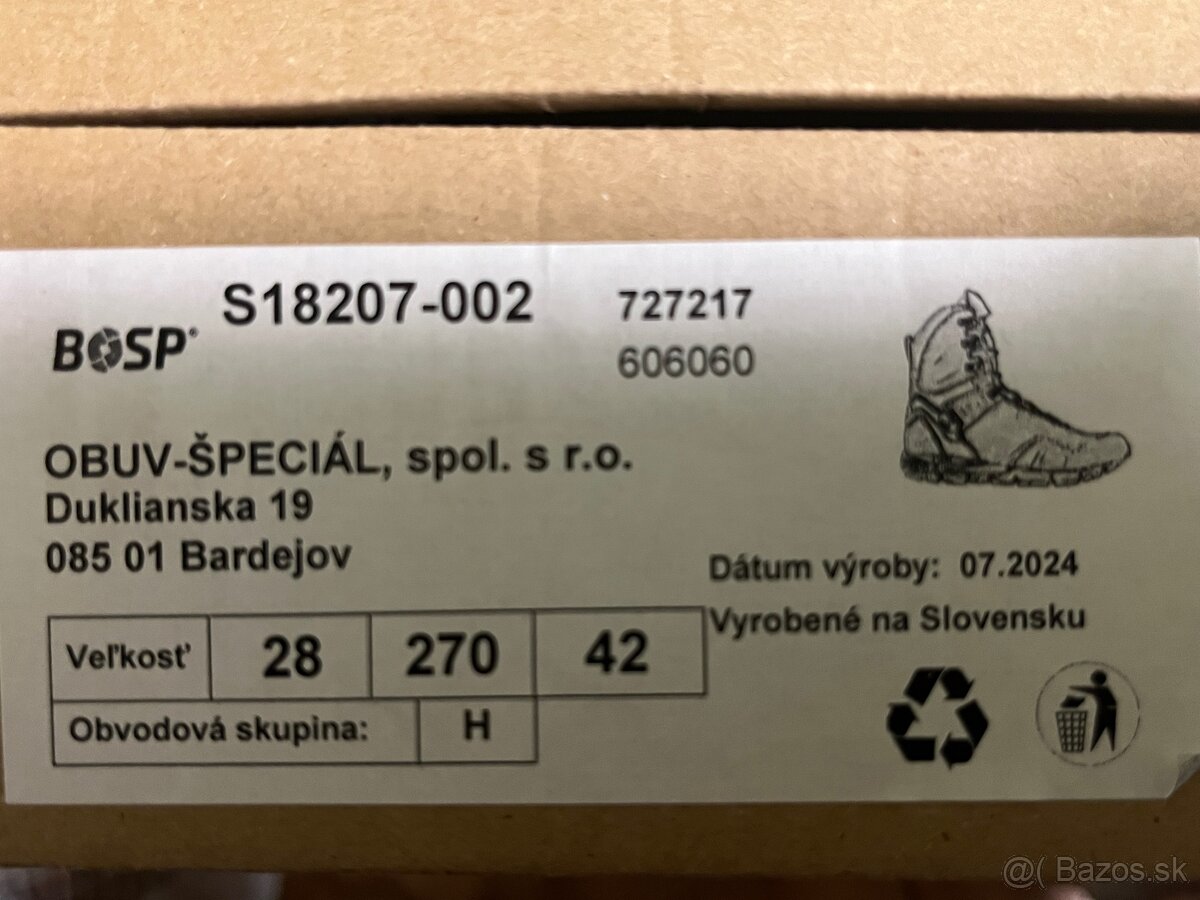 S18207-002
727217
BOSP
606060
OBUV-ŠPECIÁL, spol. s r.o.
Duklianska 19
085 01 Bardejov
Dátum výroby: 07.2024
Vyrobené na Slovensku
Veľkosť 28 270 42
Obvodová skupina: H
@( Bazos.sk